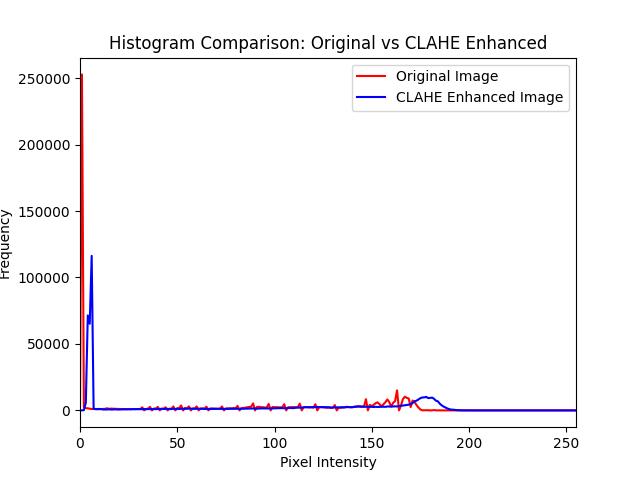 Histogram Comparison: Original vs CLAHE Enhanced
Original Image
CLAHE Enhanced Image
250000
200000
150000
100000
50000
0
Frequency
0 50 100 150 200 250
Pixel Intensity